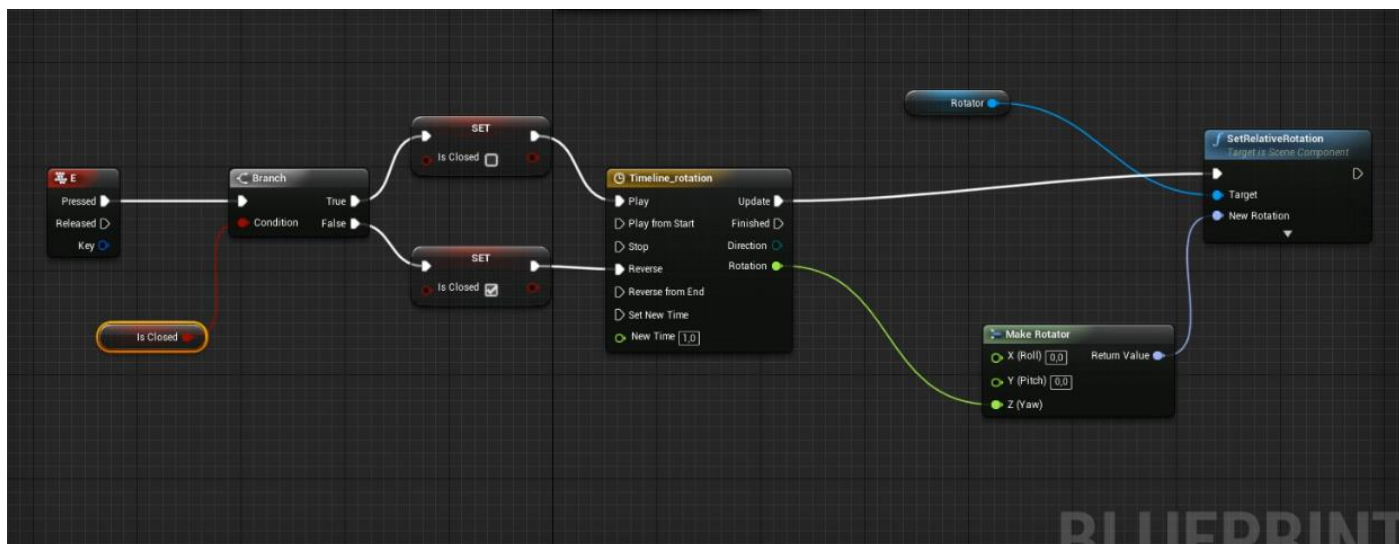 E
Pressed
Released
Key
Is Closed
Branch
True
Condition
False
SET
Is Closed
SET
Is Closed
Timeline_rotation
Play
Update
Play from Start
Finished
Stop
Direction
Reverse
Rotation
Reverse from End
Set New Time
New Time 1,0
Rotator
SetRelativeRotation
Target is Scene Component
Target
New Rotation
Make Rotator
X (Roll) 0,0
Return Value
Y (Pitch) 0,0
Z (Yaw)
BLUEPRINT